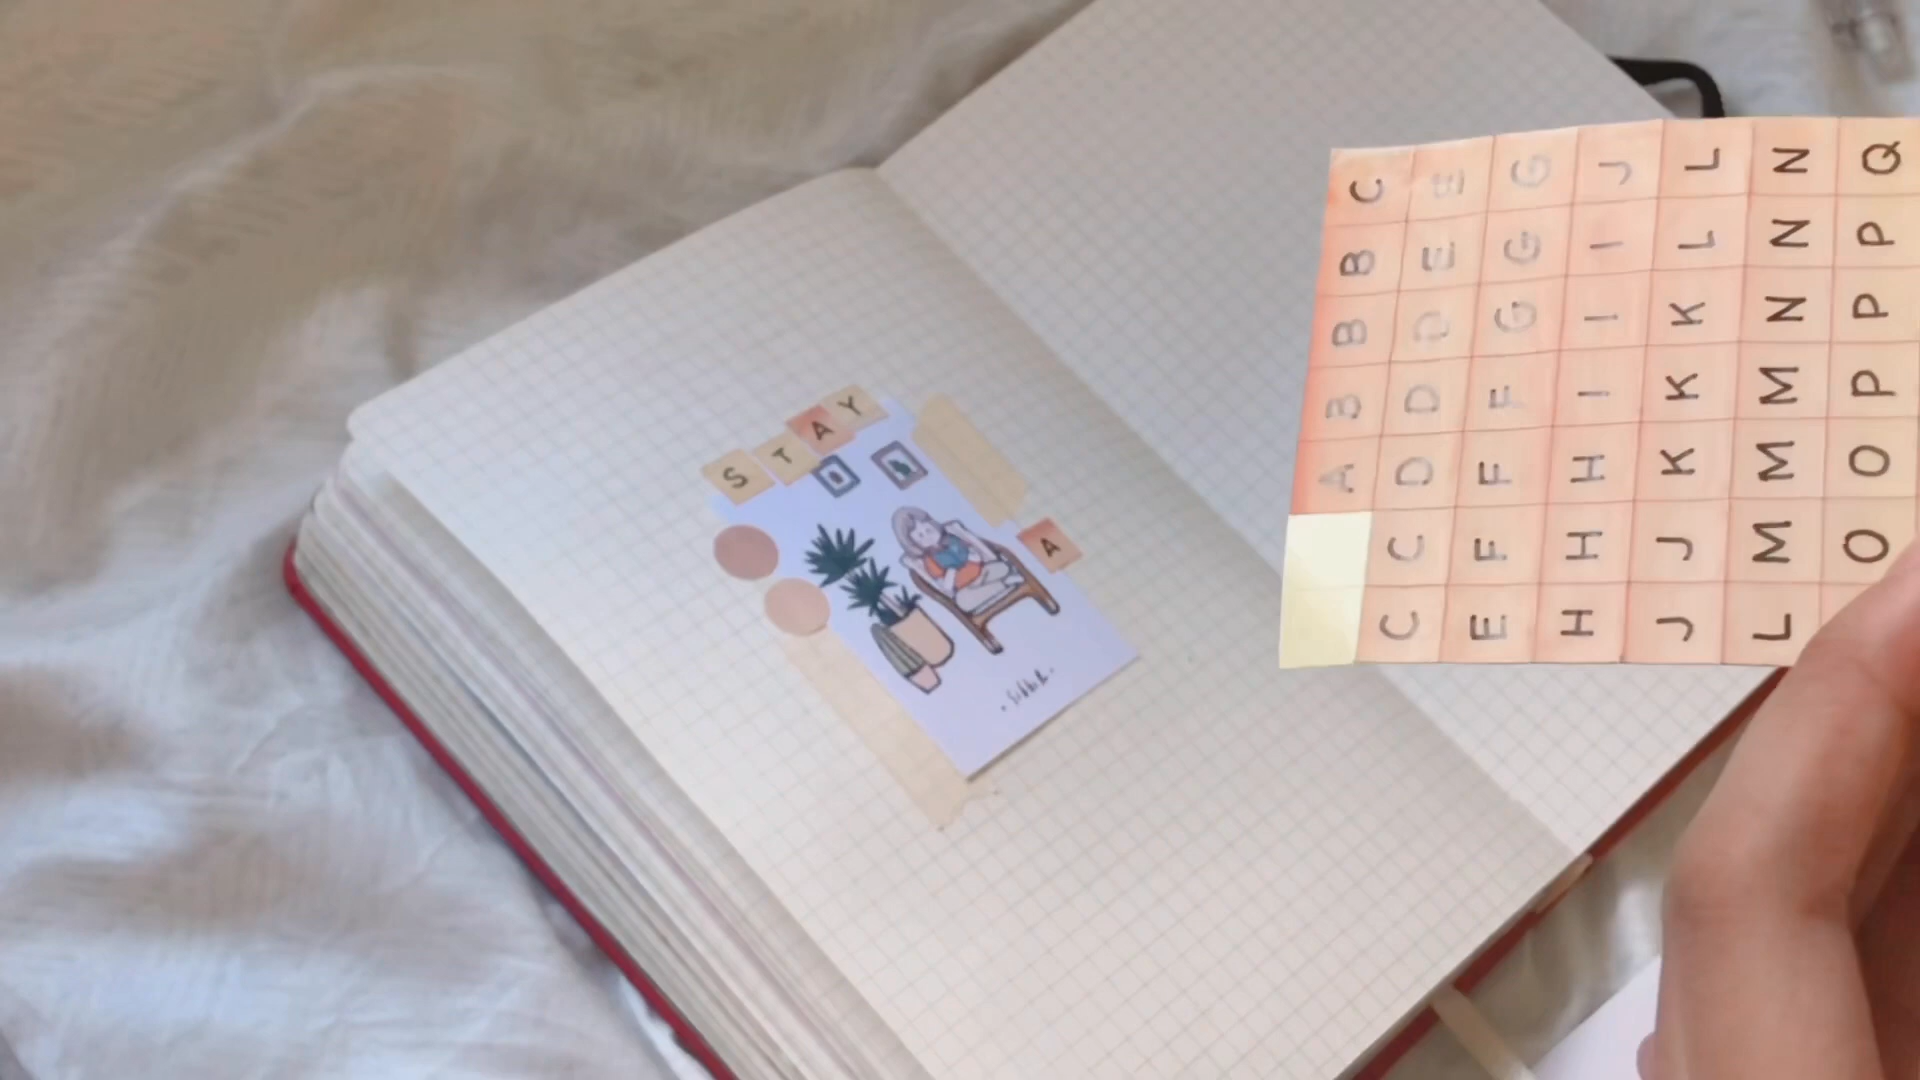 STAY
A
A B B B C
C C D D D E E
E F F F G G G
H H H I I I J
J J K K K L L
L M M M N N N
O O P P P Q